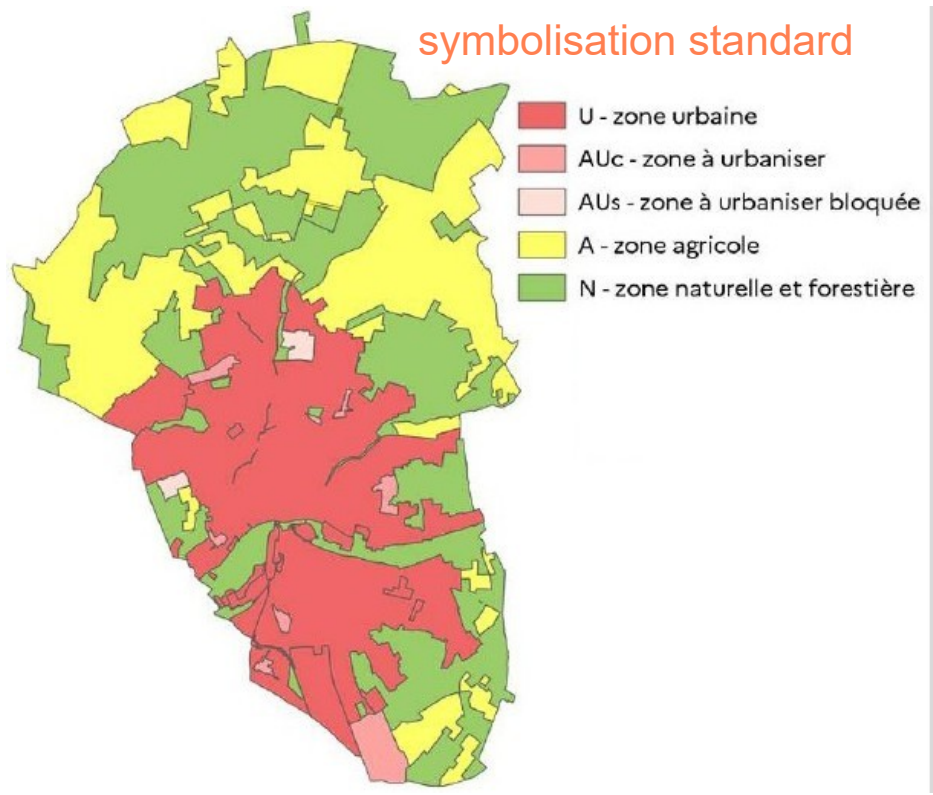 symbolisation standard
U - zone urbaine
AUc - zone à urbaniser
AUs - zone à urbaniser bloquée
A - zone agricole
N - zone naturelle et forestière